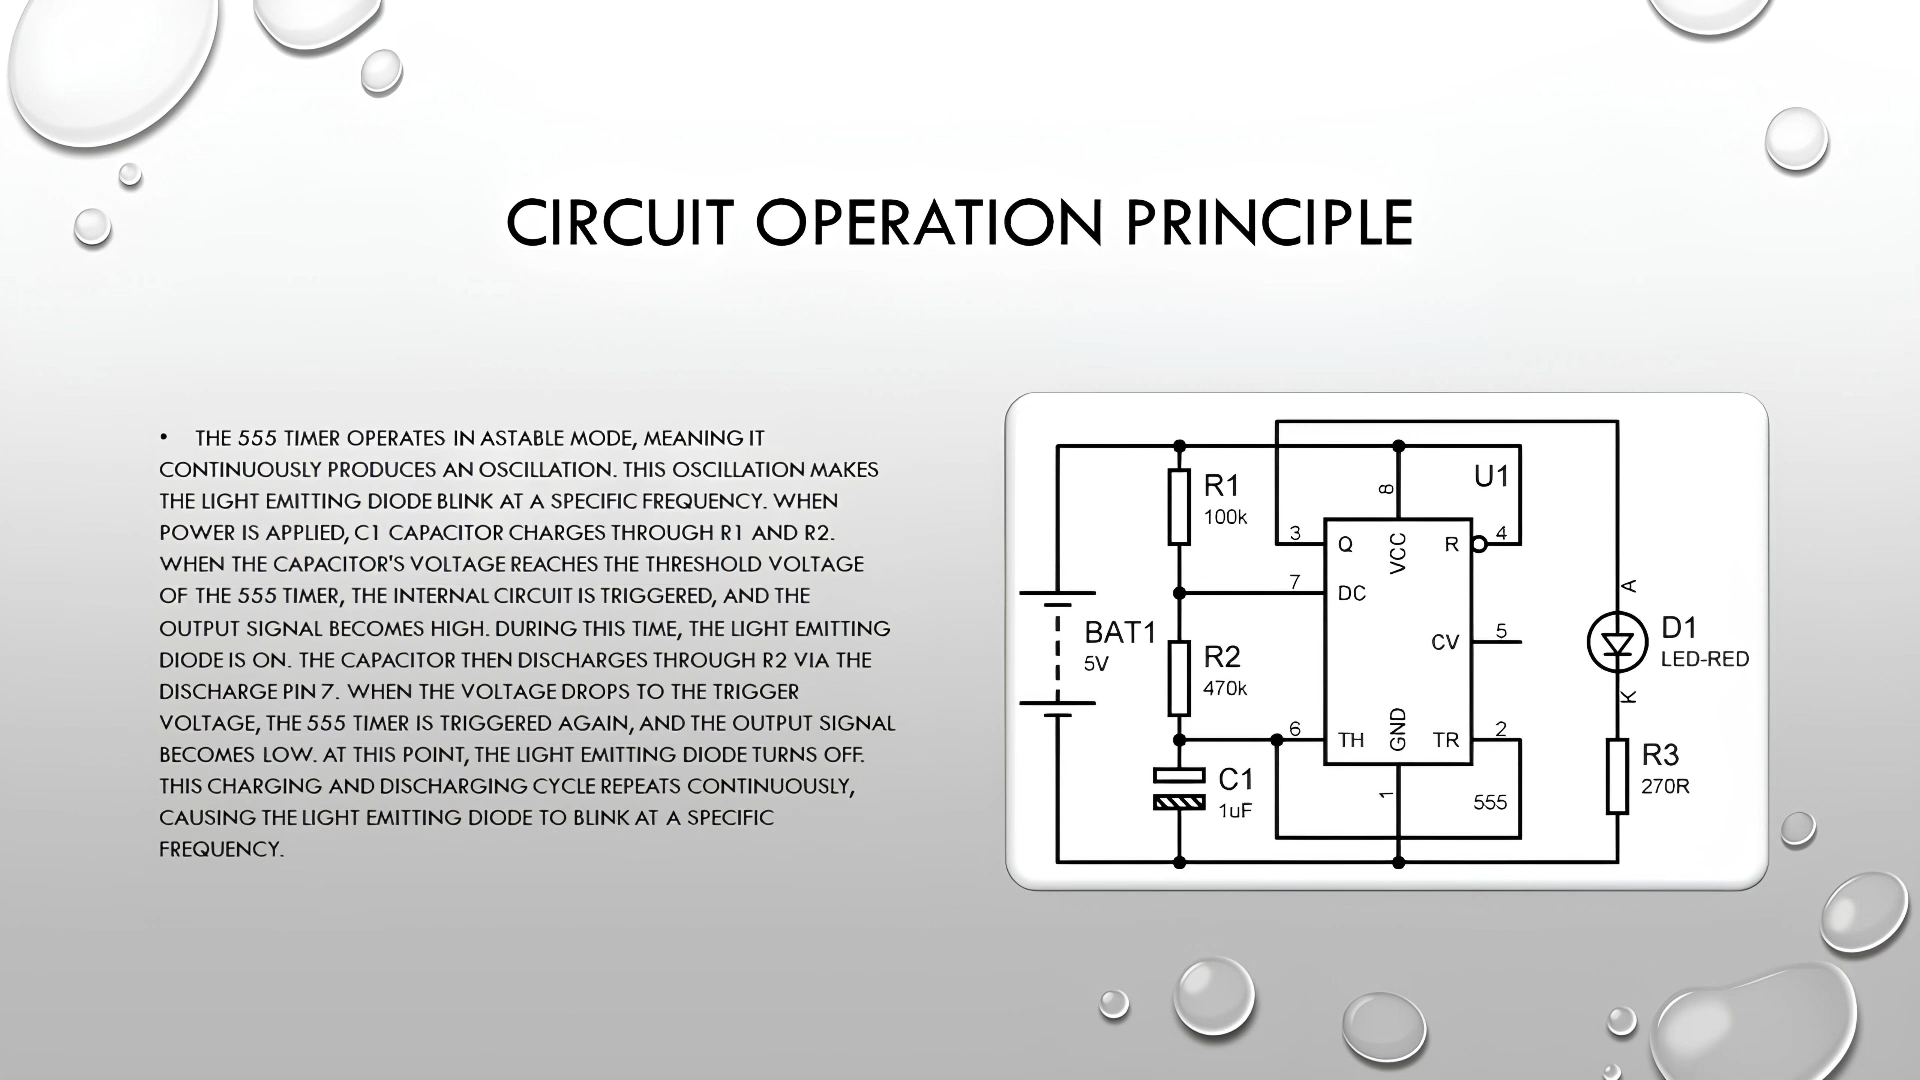 CIRCUIT OPERATION PRINCIPLE
• THE 555 TIMER OPERATES IN ASTABLE MODE, MEANING IT
CONTINUOUSLY PRODUCES AN OSCILLATION. THIS OSCILLATION MAKES
THE LIGHT EMITTING DIODE BLINK AT A SPECIFIC FREQUENCY. WHEN
POWER IS APPLIED, C1 CAPACITOR CHARGES THROUGH R1 AND R2.
WHEN THE CAPACITOR'S VOLTAGE REACHES THE THRESHOLD VOLTAGE
OF THE 555 TIMER, THE INTERNAL CIRCUIT IS TRIGGERED, AND THE
OUTPUT SIGNAL BECOMES HIGH. DURING THIS TIME, THE LIGHT EMITTING
DIODE IS ON. THE CAPACITOR THEN DISCHARGES THROUGH R2 VIA THE
DISCHARGE PIN 7. WHEN THE VOLTAGE DROPS TO THE TRIGGER
VOLTAGE, THE 555 TIMER IS TRIGGERED AGAIN, AND THE OUTPUT SIGNAL
BECOMES LOW. AT THIS POINT, THE LIGHT EMITTING DIODE TURNS OFF.
THIS CHARGING AND DISCHARGING CYCLE REPEATS CONTINUOUSLY,
CAUSING THE LIGHT EMITTING DIODE TO BLINK AT A SPECIFIC
FREQUENCY.
BAT1
5V
R1
100k
R2
470k
C1
1uF
U1
8
3
4
Q
VCC
R
7
DC
CV
5
6
TH
GND
TR
2
1
555
A
D1
LED-RED
K
R3
270R